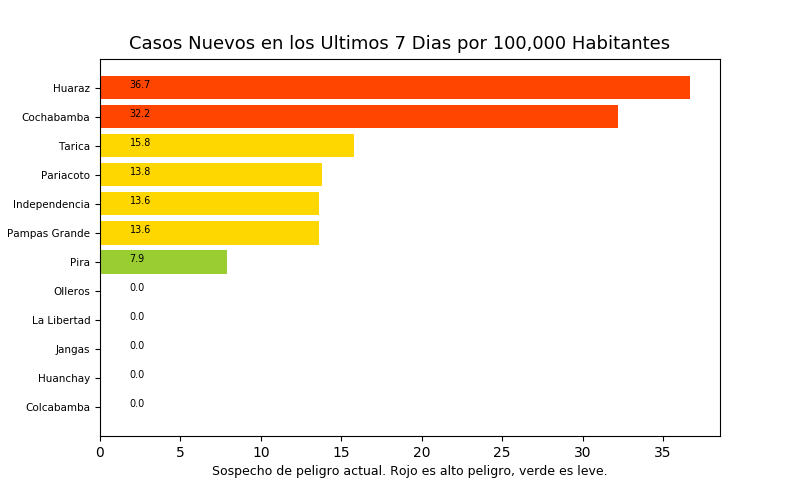 Casos Nuevos en los Ultimos 7 Dias por 100,000 Habitantes
Huaraz 36.7
Cochabamba 32.2
Tarica 15.8
Pariacoto 13.8
Independencia 13.6
Pampas Grande 13.6
Pira 7.9
Olleros 0.0
La Libertad 0.0
Jangas 0.0
Huanchay 0.0
Colcabamba 0.0
0 5 10 15 20 25 30 35
Sospecho de peligro actual. Rojo es alto peligro, verde es leve.